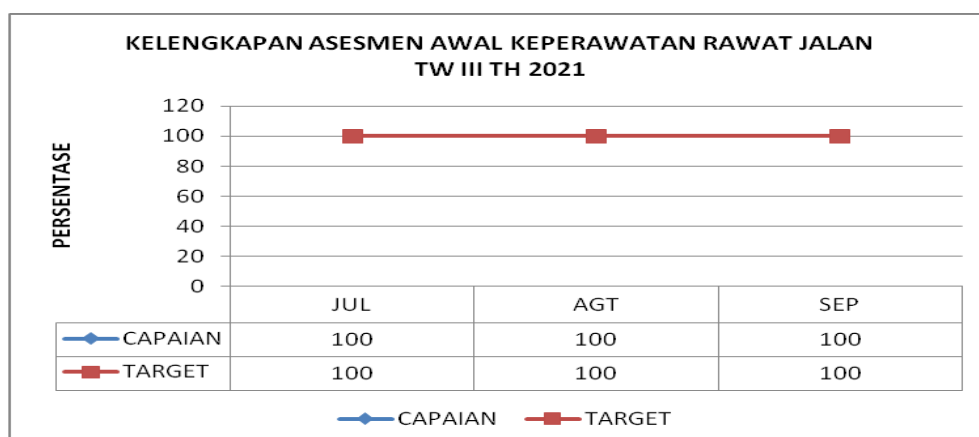 KELENGKAPAN ASESMEN AWAL KEPERAWATAN RAWAT JALAN
TW III TH 2021
PERSENTASE
120
100
80
60
40
20
0
JUL AGT SEP
CAPAIAN 100 100 100
TARGET 100 100 100
CAPAIAN TARGET